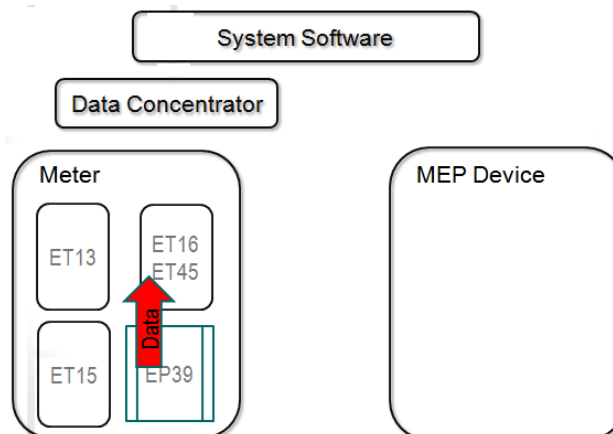 System Software
Data Concentrator
Meter
MEP Device
ET13
ET16
ET45
Data
ET15
EP39